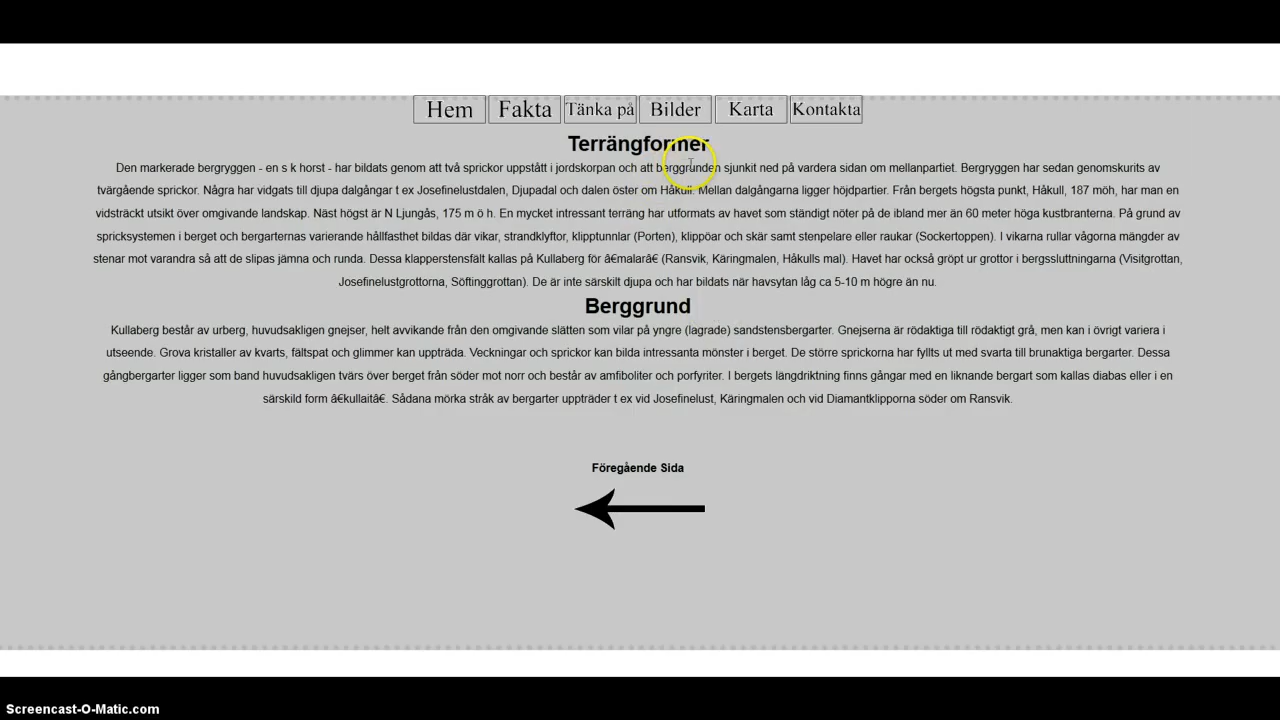 Hem Fakta Tänka på Bilder Karta Kontakta
Terrängformer
Den markerade bergryggen - en s k horst - har bildats genom att två sprickor uppstått i jordskorpan och att berggrunden sjunkit ned på vardera sidan om mellanpartiet. Bergryggen har sedan genomskurits av
tvärgående sprickor. Några har vidgats till djupa dalgångar t ex Josefinelustdalen, Djupadal och dalen öster om Håkull. Mellan dalgångarna ligger höjdpartier. Från bergets högsta punkt, Håkull, 187 möh, har man en
vidsträckt utsikt över omgivande landskap. Näst högst är N Ljungås, 175 m ö h. En mycket intressant terräng har utformats av havet som ständigt nöter på de ibland mer än 60 meter höga kustbranterna. På grund av
spricksystemen i berget och bergarternas varierande hållfasthet bildas där vikar, strandklyftor, klipptunnlar (Porten), klippöar och skär samt stenpelare eller raukar (Sockertoppen). I vikarna rullar vågorna mängder av
stenar mot varandra så att de slipas jämna och runda. Dessa klapperstensfält kallas på Kullaberg för â€malarâ€ (Ransvik, Käringmalen, Håkulls mal). Havet har också gröpt ur grottor i bergssluttningarna (Visitgrottan,
Josefinelustgrottorna, Söftinggrottan). De är inte särskilt djupa och har bildats när havsytan låg ca 5-10 m högre än nu.
Berggrund
Kullaberg består av urberg, huvudsakligen gnejser, helt avvikande från den omgivande slätten som vilar på yngre (lagrade) sandstensbergarter. Gnejserna är rödaktiga till rödaktigt grå, men kan i övrigt variera i
utseende. Grova kristaller av kvarts, fältspat och glimmer kan uppträda. Veckningar och sprickor kan bilda intressanta mönster i berget. De större sprickorna har fyllts ut med svarta till brunaktiga bergarter. Dessa
gångbergarter ligger som band huvudsakligen tvärs över berget från söder mot norr och består av amfiboliter och porfyriter. I bergets längdriktning finns gångar med en liknande bergart som kallas diabas eller i en
särskild form â€kullaitâ€. Sådana mörka stråk av bergarter uppträder t ex vid Josefinelust, Käringmalen och vid Diamantklipporna söder om Ransvik.
Föregående Sida
Screencast-O-Matic.com